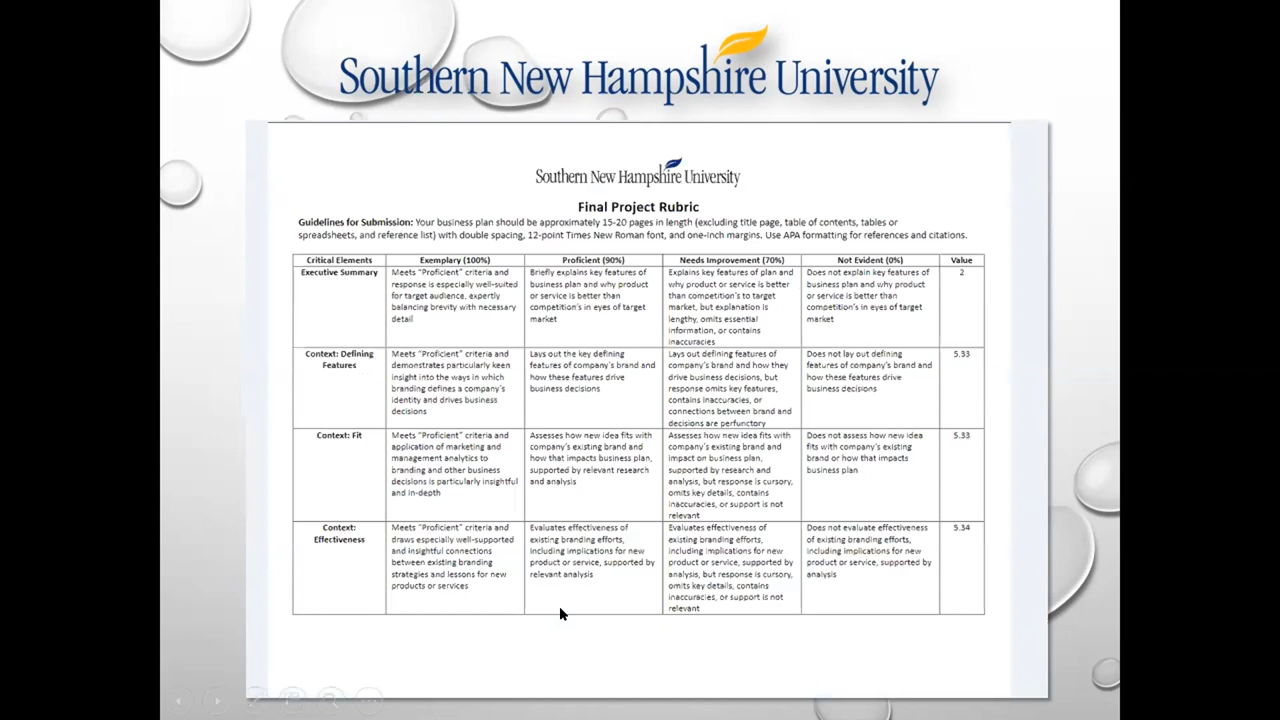 Southern New Hampshire University
Southern New Hampshire University
Final Project Rubric
Guidelines for Submission: Your business plan should be approximately 15-20 pages in length (excluding title page, table of contents, tables or
spreadsheets, and reference list) with double spacing, 12-point Times New Roman font, and one-inch margins. Use APA formatting for references and citations.
Critical Elements
Exemplary (100%)
Proficient (90%)
Needs Improvement (70%)
Not Evident (0%)
Value
Executive Summary
Meets "Proficient" criteria and
response is especially well-suited
for target audience, expertly
balancing brevity with necessary
detail
Briefly explains key features of
business plan and why product
or service is better than
competition's in eyes of target
market
Explains key features of plan and
why product or service is better
than competition's to target
market, but explanation is
lengthy, omits essential
information, or contains
inaccuracies
Does not explain key features of
business plan and why product
or service is better than
competition's in eyes of target
market
2
Context: Defining
Features
Meets "Proficient" criteria and
demonstrates particularly keen
insight into the ways in which
branding defines a company's
identity and drives business
decisions
Lays out the key defining
features of company's brand and
how these features drive
business decisions
Lays out defining features of
company's brand and how they
drive business decisions, but
response omits key features,
contains inaccuracies, or
connections between brand and
decisions are perfunctory
Does not lay out defining
features of company's brand and
how these features drive
business decisions
5.33
Context: Fit
Meets "Proficient" criteria and
application of marketing and
management analytics to
branding and other business
decisions is particularly insightful
and in-depth
Assesses how new idea fits with
company's existing brand and
how that impacts business plan,
supported by relevant research
and analysis
Assesses how new idea fits with
company's existing brand and
impact on business plan,
supported by research and
analysis, but response is cursory,
omits key details, contains
inaccuracies, or support is not
relevant
Does not assess how new idea
fits with company's existing
brand or how that impacts
business plan
5.33
Context:
Effectiveness
Meets "Proficient" criteria and
draws especially well-supported
and insightful connections
between existing branding
strategies and lessons for new
products or services
Evaluates effectiveness of
existing branding efforts,
including implications for new
product or service, supported by
relevant analysis
Evaluates effectiveness of
existing branding efforts,
including implications for new
product or service, supported by
analysis, but response is cursory,
omits key details, contains
inaccuracies, or support is not
relevant
Does not evaluate effectiveness
of existing branding efforts,
including implications for new
product or service, supported by
analysis
5.34